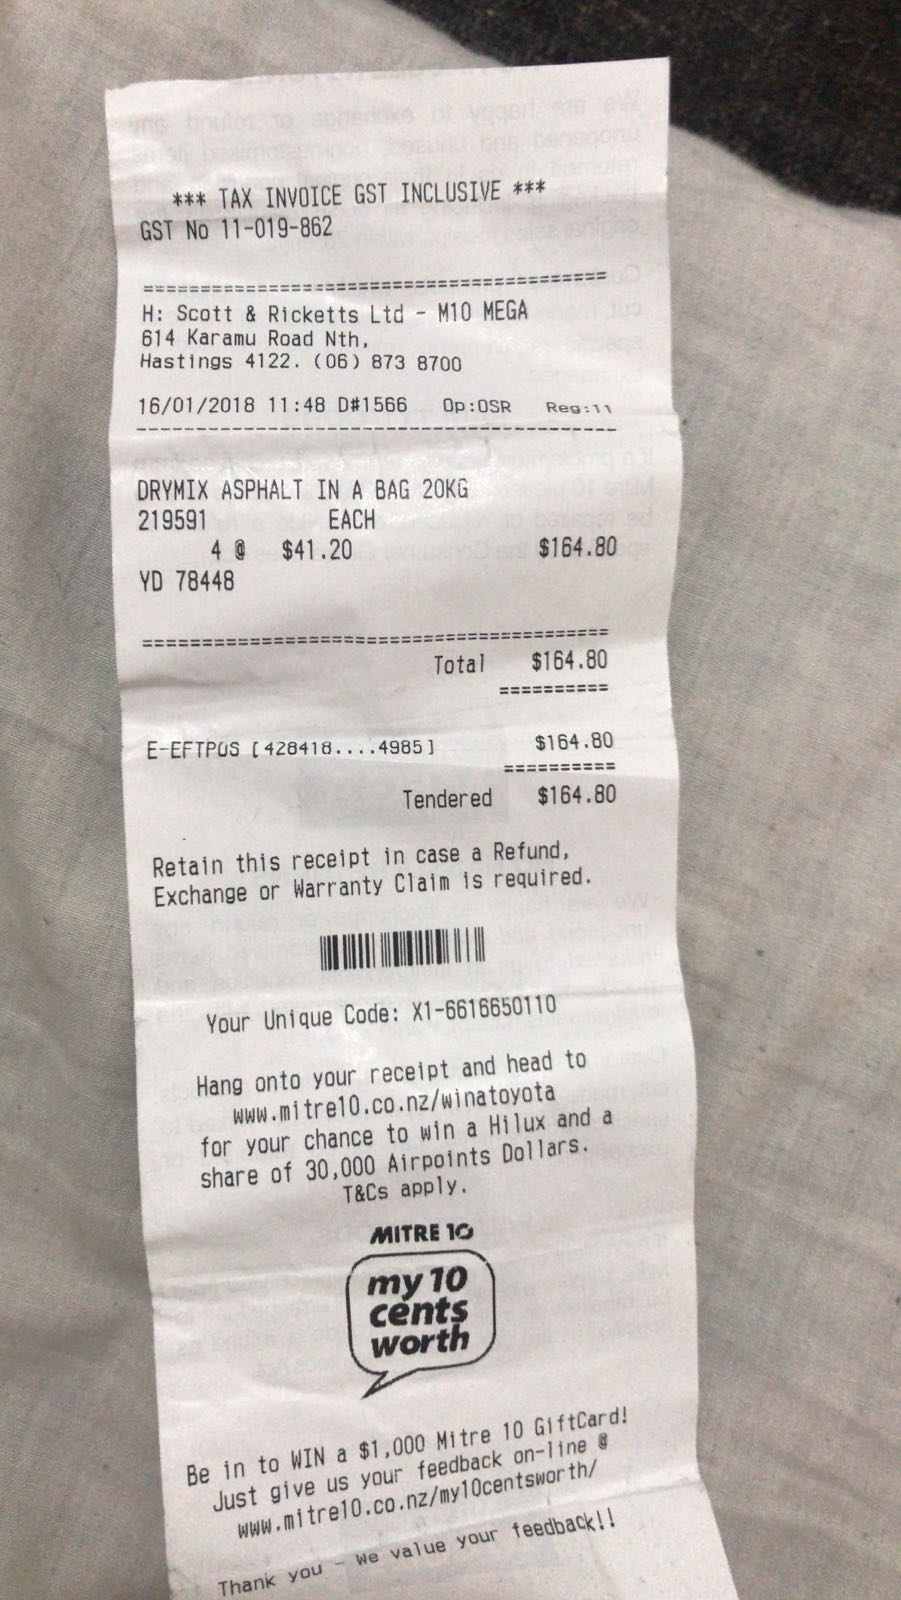 *** TAX INVOICE GST INCLUSIVE ***
GST No 11-019-862
========================================
H: Scott & Ricketts Ltd - M10 MEGA
614 Karamu Road Nth,
Hastings 4122. (06) 873 8700
16/01/2018 11:48 D#1566 Op:OSR Reg:11
----------------------------------------
DRYMIX ASPHALT IN A BAG 20KG
219591 EACH
4 @ $41.20 $164.80
YD 78448
========================================
Total $164.80
==========
E-EFTPOS [428418....4985] $164.80
==========
Tendered $164.80
Retain this receipt in case a Refund,
Exchange or Warranty Claim is required.
Your Unique Code: X1-6616650110
Hang onto your receipt and head to
www.mitre10.co.nz/winatoyota
for your chance to win a Hilux and a
share of 30,000 Airpoints Dollars.
T&Cs apply.
MITRE 10
my 10
cents
worth
Be in to WIN a $1,000 Mitre 10 GiftCard!
Just give us your feedback on-line @
www.mitre10.co.nz/my10centsworth/
Thank you - We value your feedback!!